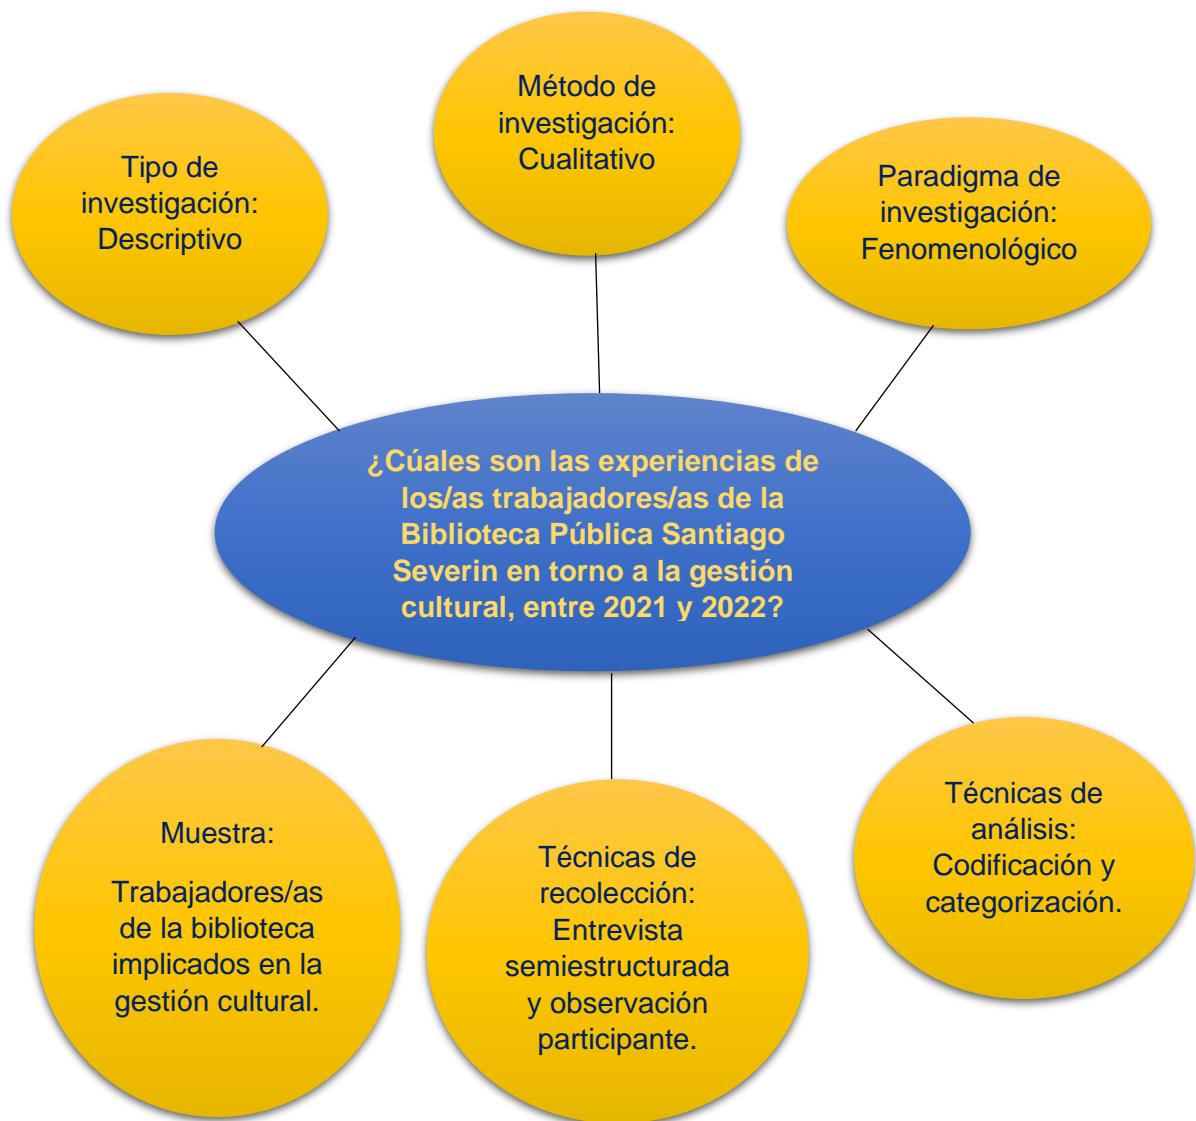 Método de
investigación:
Cualitativo
Tipo de
investigación:
Descriptivo
Paradigma de
investigación:
Fenomenológico
¿Cúales son las experiencias de
los/as trabajadores/as de la
Biblioteca Pública Santiago
Severin en torno a la gestión
cultural, entre 2021 y 2022?
Muestra:
Trabajadores/as
de la biblioteca
implicados en la
gestión cultural.
Técnicas de
recolección:
Entrevista
semiestructurada
y observación
participante.
Técnicas de
análisis:
Codificación y
categorización.